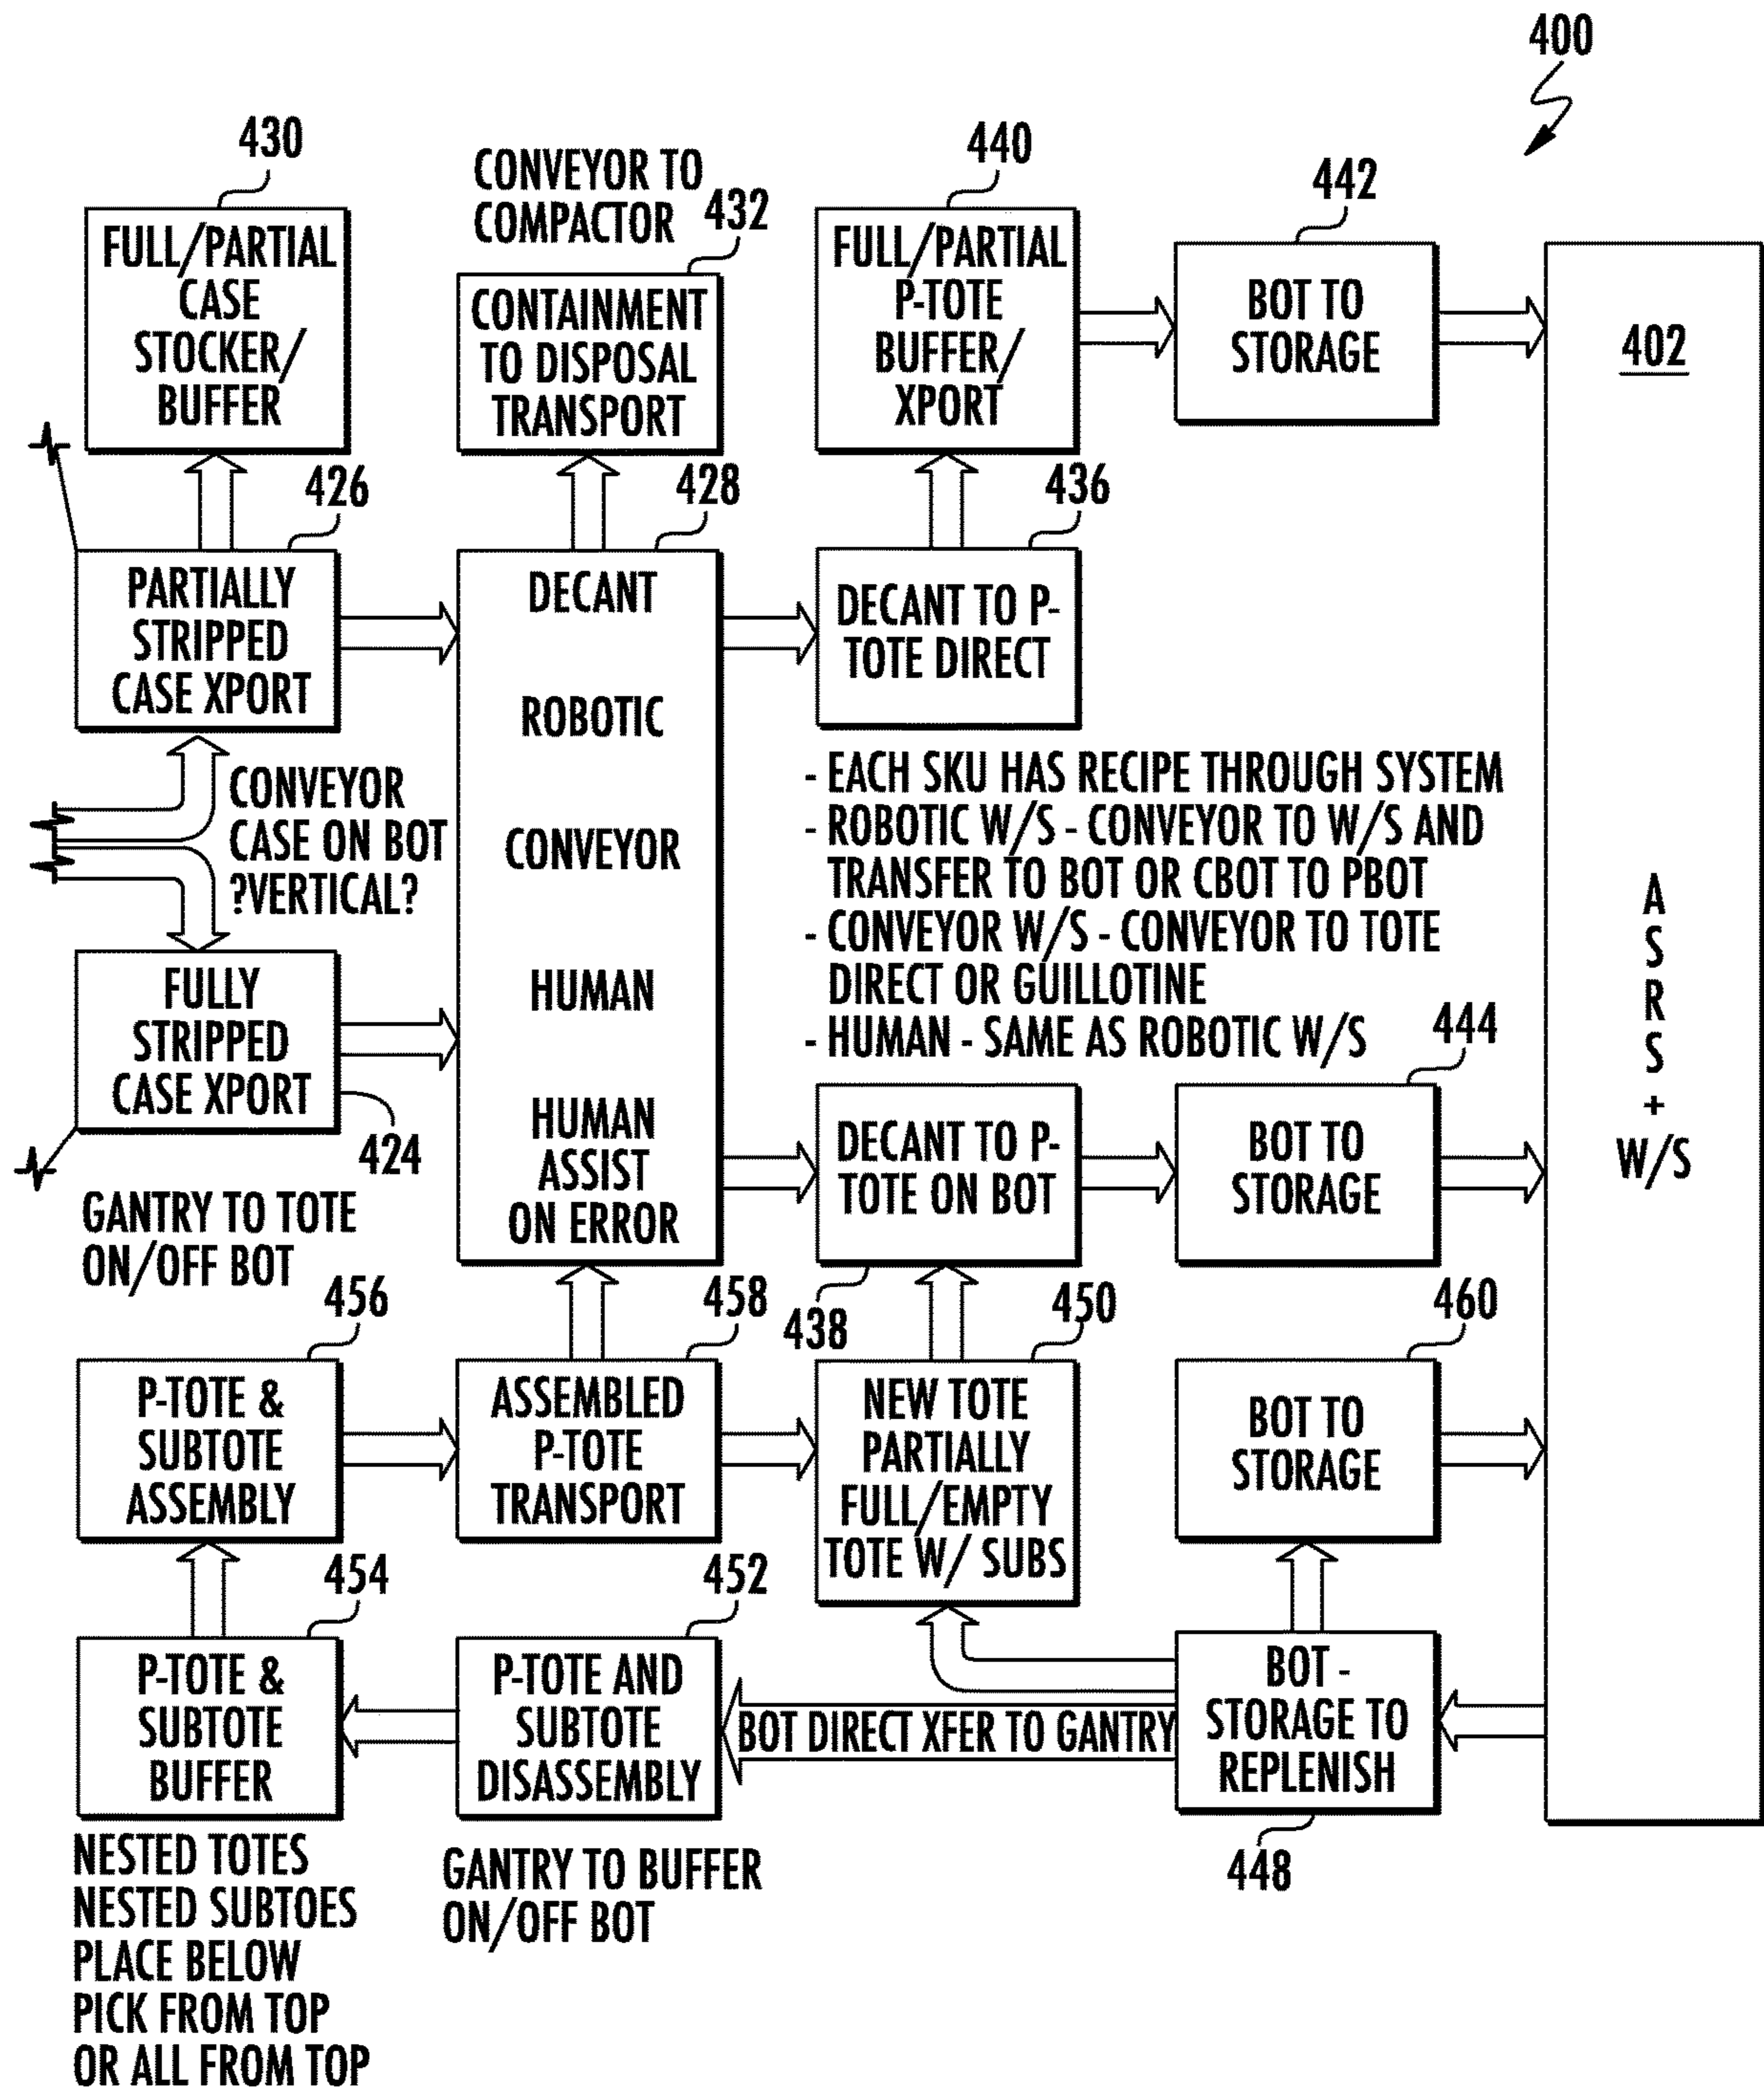 400
430
FULL/PARTIAL
CASE
STOCKER/
BUFFER
CONVEYOR TO
COMPACTOR
432
CONTAINMENT
TO DISPOSAL
TRANSPORT
440
FULL/PARTIAL
P-TOTE
BUFFER/
XPORT
442
BOT TO
STORAGE
402
A
S
R
S
+
W/S
426
PARTIALLY
STRIPPED
CASE XPORT
428
DECANT
ROBOTIC
CONVEYOR
HUMAN
HUMAN
ASSIST
ON ERROR
436
DECANT TO P-
TOTE DIRECT
CONVEYOR
CASE ON BOT
?VERTICAL?
- EACH SKU HAS RECIPE THROUGH SYSTEM
- ROBOTIC W/S - CONVEYOR TO W/S AND
TRANSFER TO BOT OR CBOT TO PBOT
- CONVEYOR W/S - CONVEYOR TO TOTE
DIRECT OR GUILLOTINE
- HUMAN - SAME AS ROBOTIC W/S
FULLY
STRIPPED
CASE XPORT
424
GANTRY TO TOTE
ON/OFF BOT
DECANT TO P-
TOTE ON BOT
438
444
BOT TO
STORAGE
456
P-TOTE &
SUBTOTE
ASSEMBLY
458
ASSEMBLED
P-TOTE
TRANSPORT
450
NEW TOTE
PARTIALLY
FULL/EMPTY
TOTE W/ SUBS
460
BOT TO
STORAGE
454
P-TOTE &
SUBTOTE
BUFFER
452
P-TOTE AND
SUBTOTE
DISASSEMBLY
BOT DIRECT XFER TO GANTRY
BOT -
STORAGE TO
REPLENISH
448
NESTED TOTES
NESTED SUBTOES
PLACE BELOW
PICK FROM TOP
OR ALL FROM TOP
GANTRY TO BUFFER
ON/OFF BOT